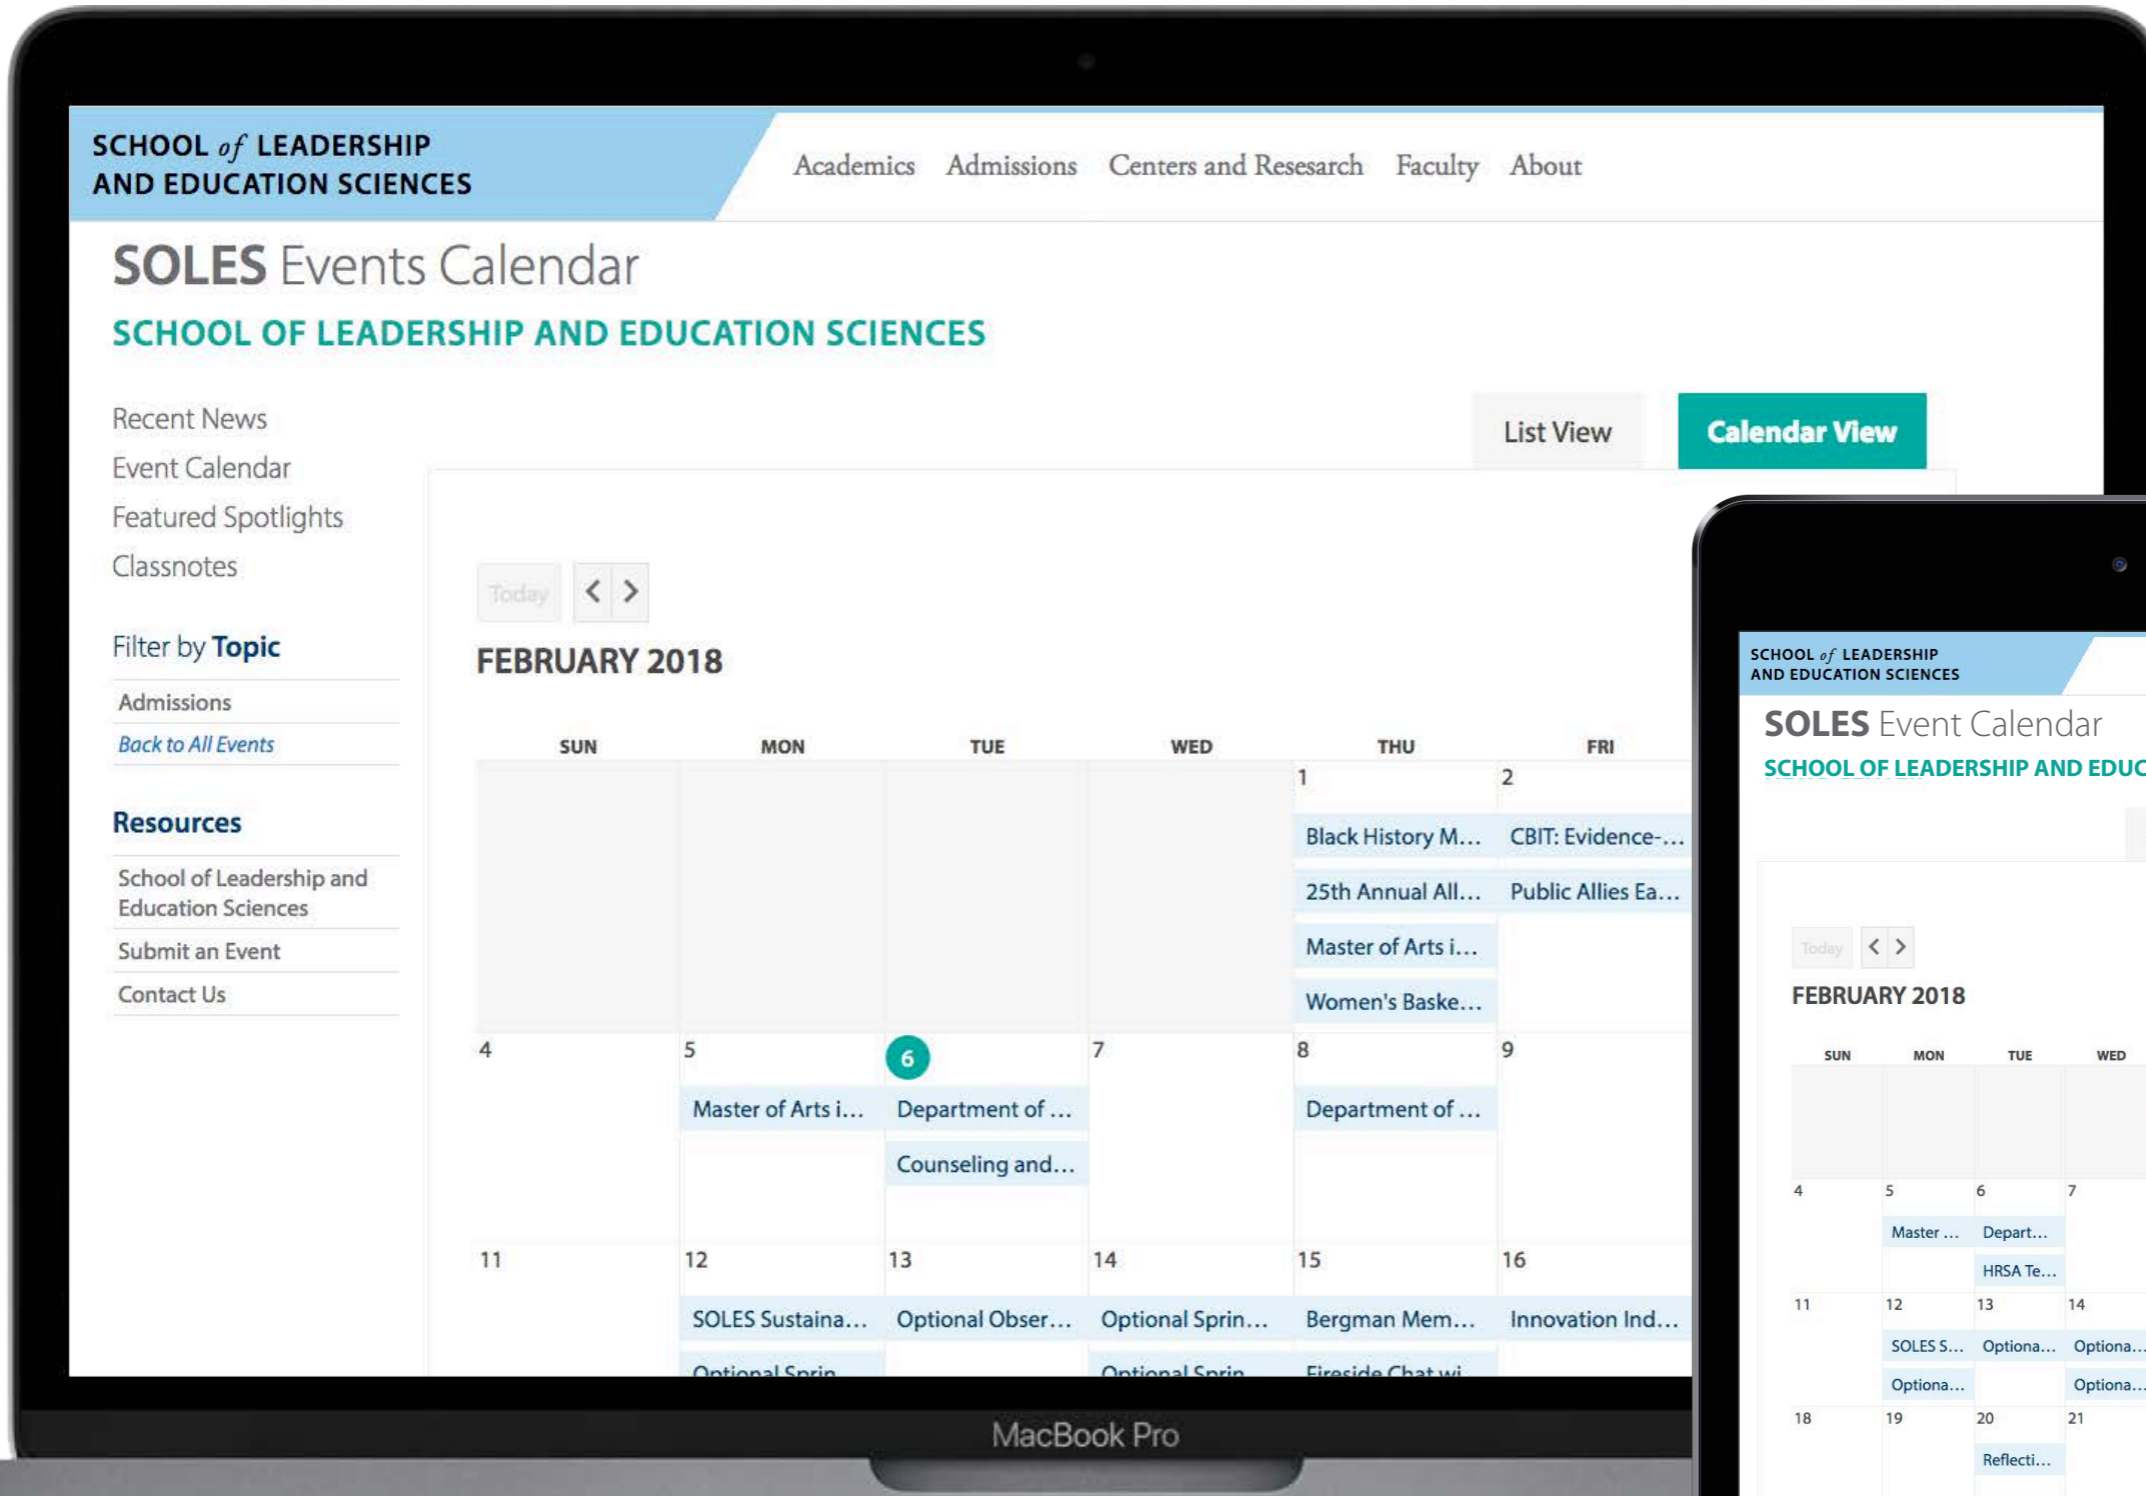 SCHOOL of LEADERSHIP
AND EDUCATION SCIENCES
Academics Admissions Centers and Resesarch Faculty About
SOLES Events Calendar
SCHOOL OF LEADERSHIP AND EDUCATION SCIENCES
Recent News
Event Calendar
Featured Spotlights
Classnotes
Filter by Topic
Admissions
Back to All Events
Resources
School of Leadership and
Education Sciences
Submit an Event
Contact Us
List View Calendar View
Today < >
FEBRUARY 2018
SUN MON TUE WED THU FRI
1 2
Black History M... CBIT: Evidence-...
25th Annual All... Public Allies Ea...
Master of Arts i...
Women's Baske...
4 5 6 7 8 9
Master of Arts i... Department of ... Department of ...
Counseling and...
11 12 13 14 15 16
SOLES Sustaina... Optional Obser... Optional Sprin... Bergman Mem... Innovation Ind...
Optional Sprin Optional Sprin Fireside Chat wi
MacBook Pro
SCHOOL of LEADERSHIP
AND EDUCATION SCIENCES
SOLES Event Calendar
SCHOOL OF LEADERSHIP AND EDUC
Today < >
FEBRUARY 2018
SUN MON TUE WED
4 5 6 7
Master ... Depart...
HRSA Te...
11 12 13 14
SOLES S... Optiona... Optiona...
Optiona... Optiona...
18 19 20 21
Reflecti...